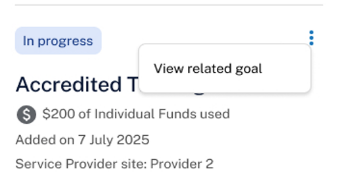 In progress
View related goal
Accredited
$200 of Individual Funds used
Added on 7 July 2025
Service Provider site: Provider 2